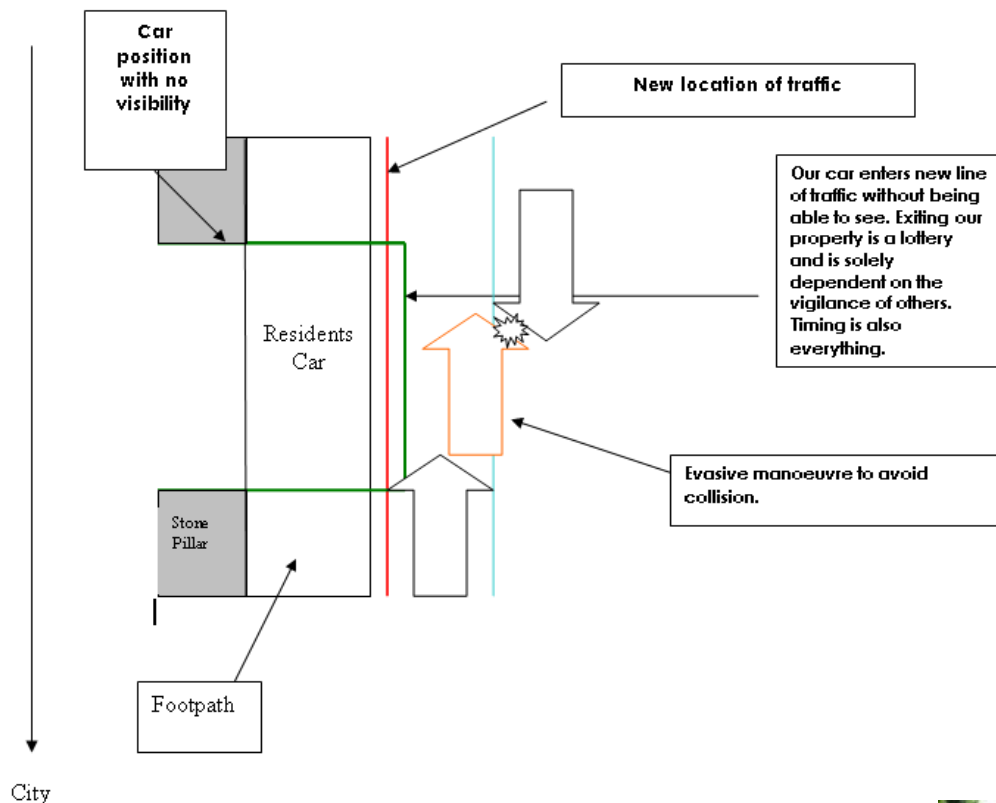 Car
position
with no
visibility
New location of traffic
Our car enters new line
of traffic without being
able to see. Exiting our
property is a lottery
and is solely
dependent on the
vigilance of others.
Timing is also
everything.
Residents
Car
Evasive manoeuvre to avoid
collision.
Stone
Pillar
Footpath
City